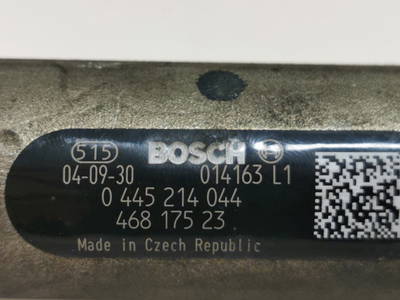 515 BOSCH
04-09-30 014163 L1
0 445 214 044
468 175 23
Made in Czech Republic